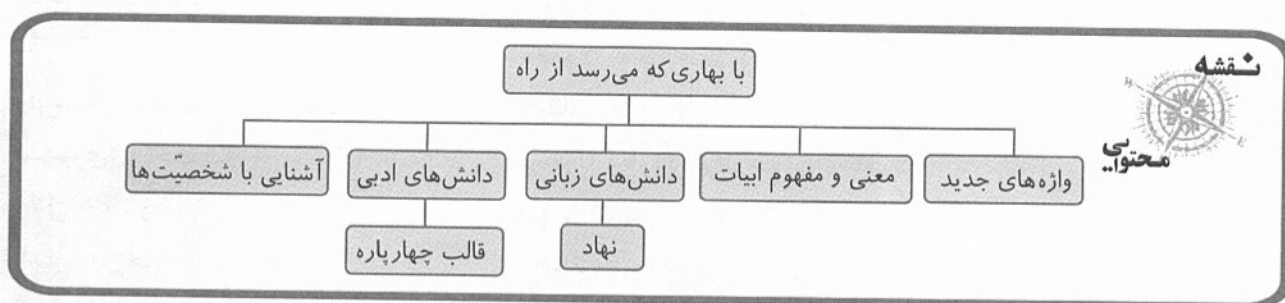 نقشه
محتوایی
با بهاری که می‌رسد از راه
واژه‌های جدید
معنی و مفهوم ابیات
دانش‌های زبانی
دانش‌های ادبی
آشنایی با شخصیّت‌ها
نهاد
قالب چهارپاره
N
E